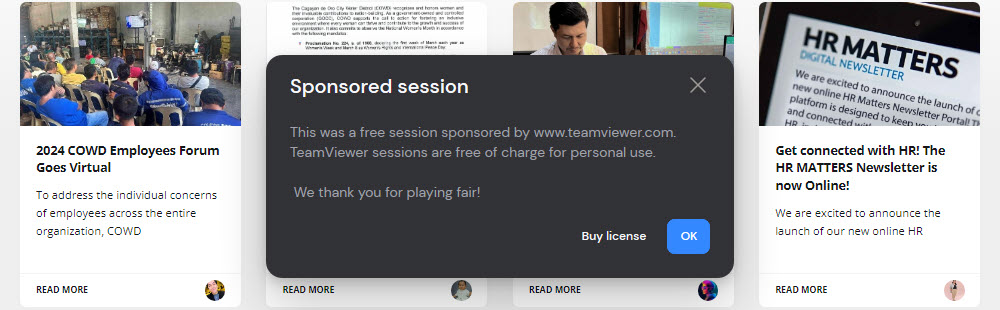 The Cagayan de Oro City Water District (COWD) recognizes and honors women and
their invaluable contributions to nation-building. As a government-owned and controlled
corporation (GOCC), COWD supports the call to action for fostering an inclusive
environment where every woman can thrive and contribute to the growth and success of
our organization. It also commits to observe the National Women's Month in accordance
with the following mandates:
1 Proclamation No. 224, s. of 1988, declaring the first week of March each year as
Women's Week and March 8 as Women's Rights and International Peace Day
HR MATTERS
DIGITAL NEWSLETTER
We are excited to announce the launch of
new online HR Matters Newsletter Portal!
platform is designed to keep you
and connected with
Sponsored session
This was a free session sponsored by www.teamviewer.com.
TeamViewer sessions are free of charge for personal use.
We thank you for playing fair!
Buy license
OK
2024 COWD Employees Forum
Goes Virtual
To address the individual concerns
of employees across the entire
organization, COWD
READ MORE
READ MORE
READ MORE
Get connected with HR! The
HR MATTERS Newsletter is
now Online!
We are excited to announce the
launch of our new online HR
READ MORE